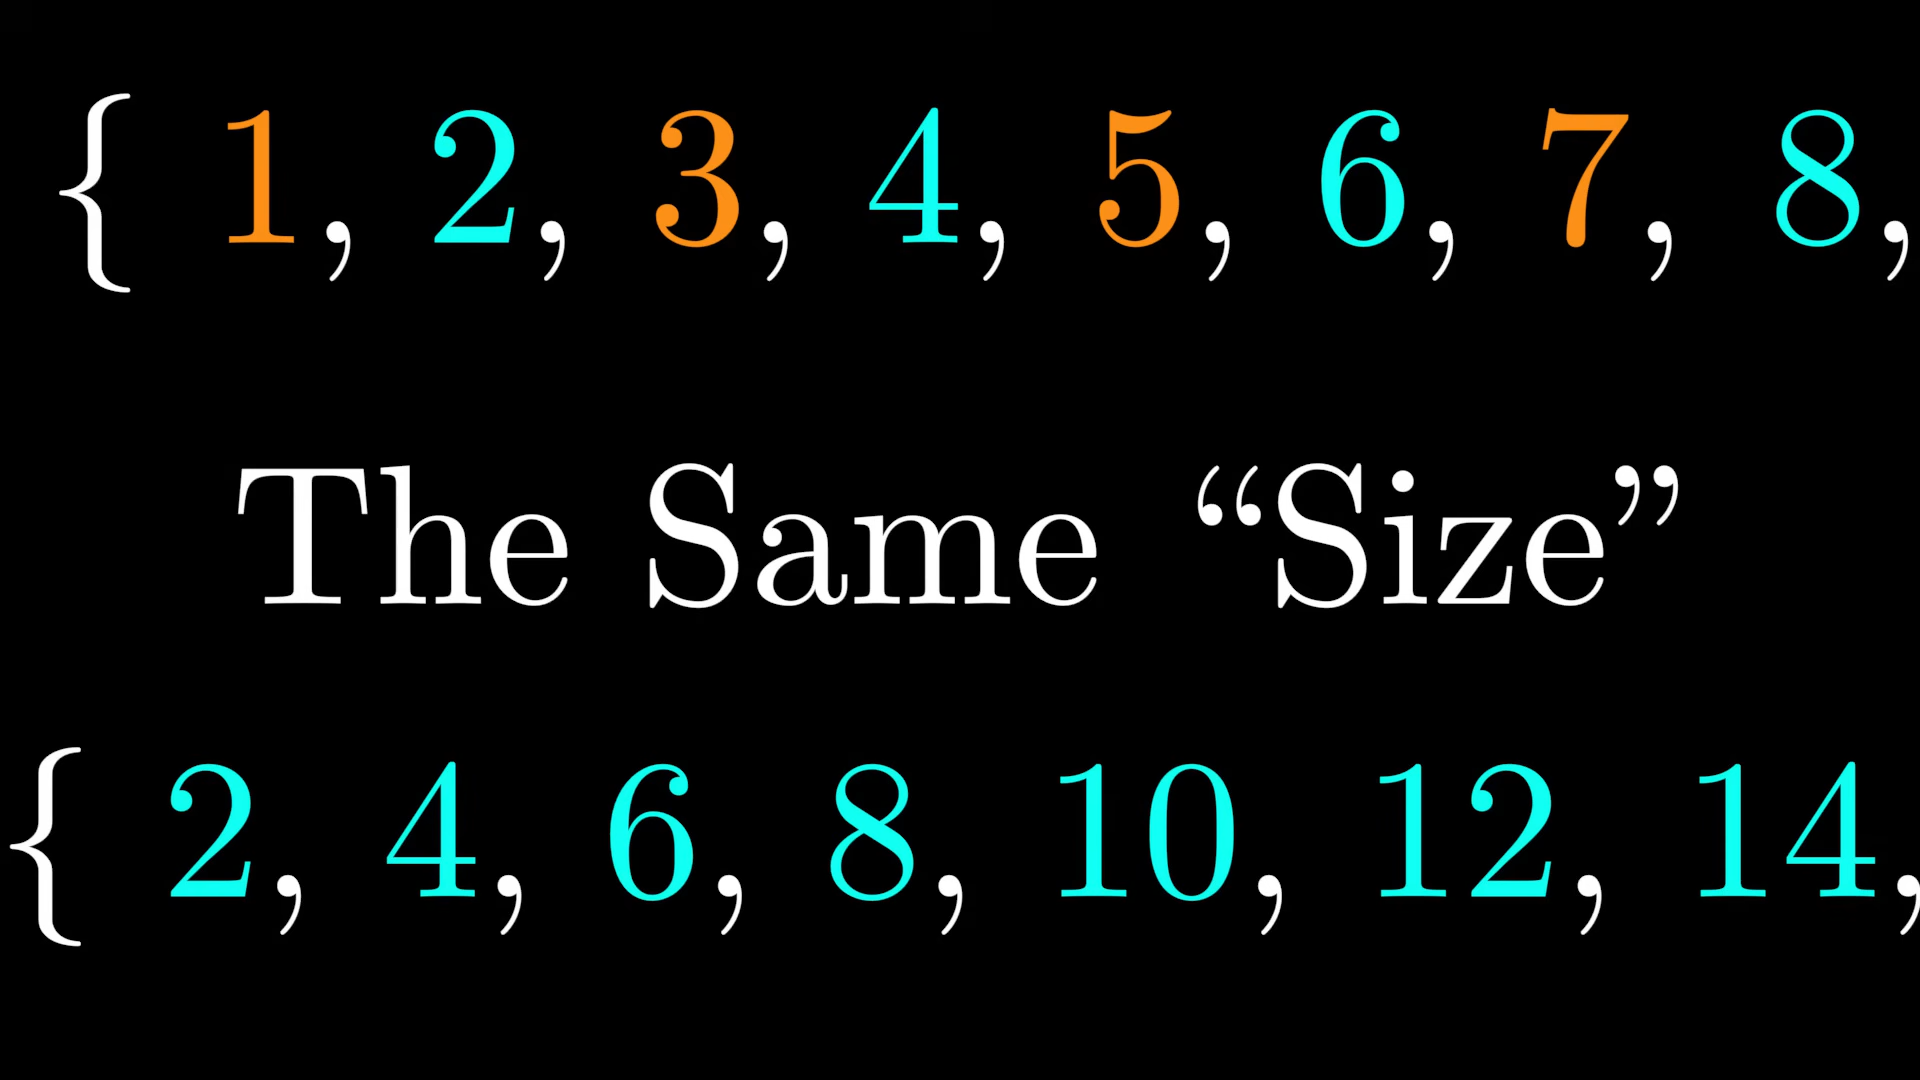 { 1, 2, 3, 4, 5, 6, 7, 8,
The Same “Size”
{ 2, 4, 6, 8, 10, 12, 14,